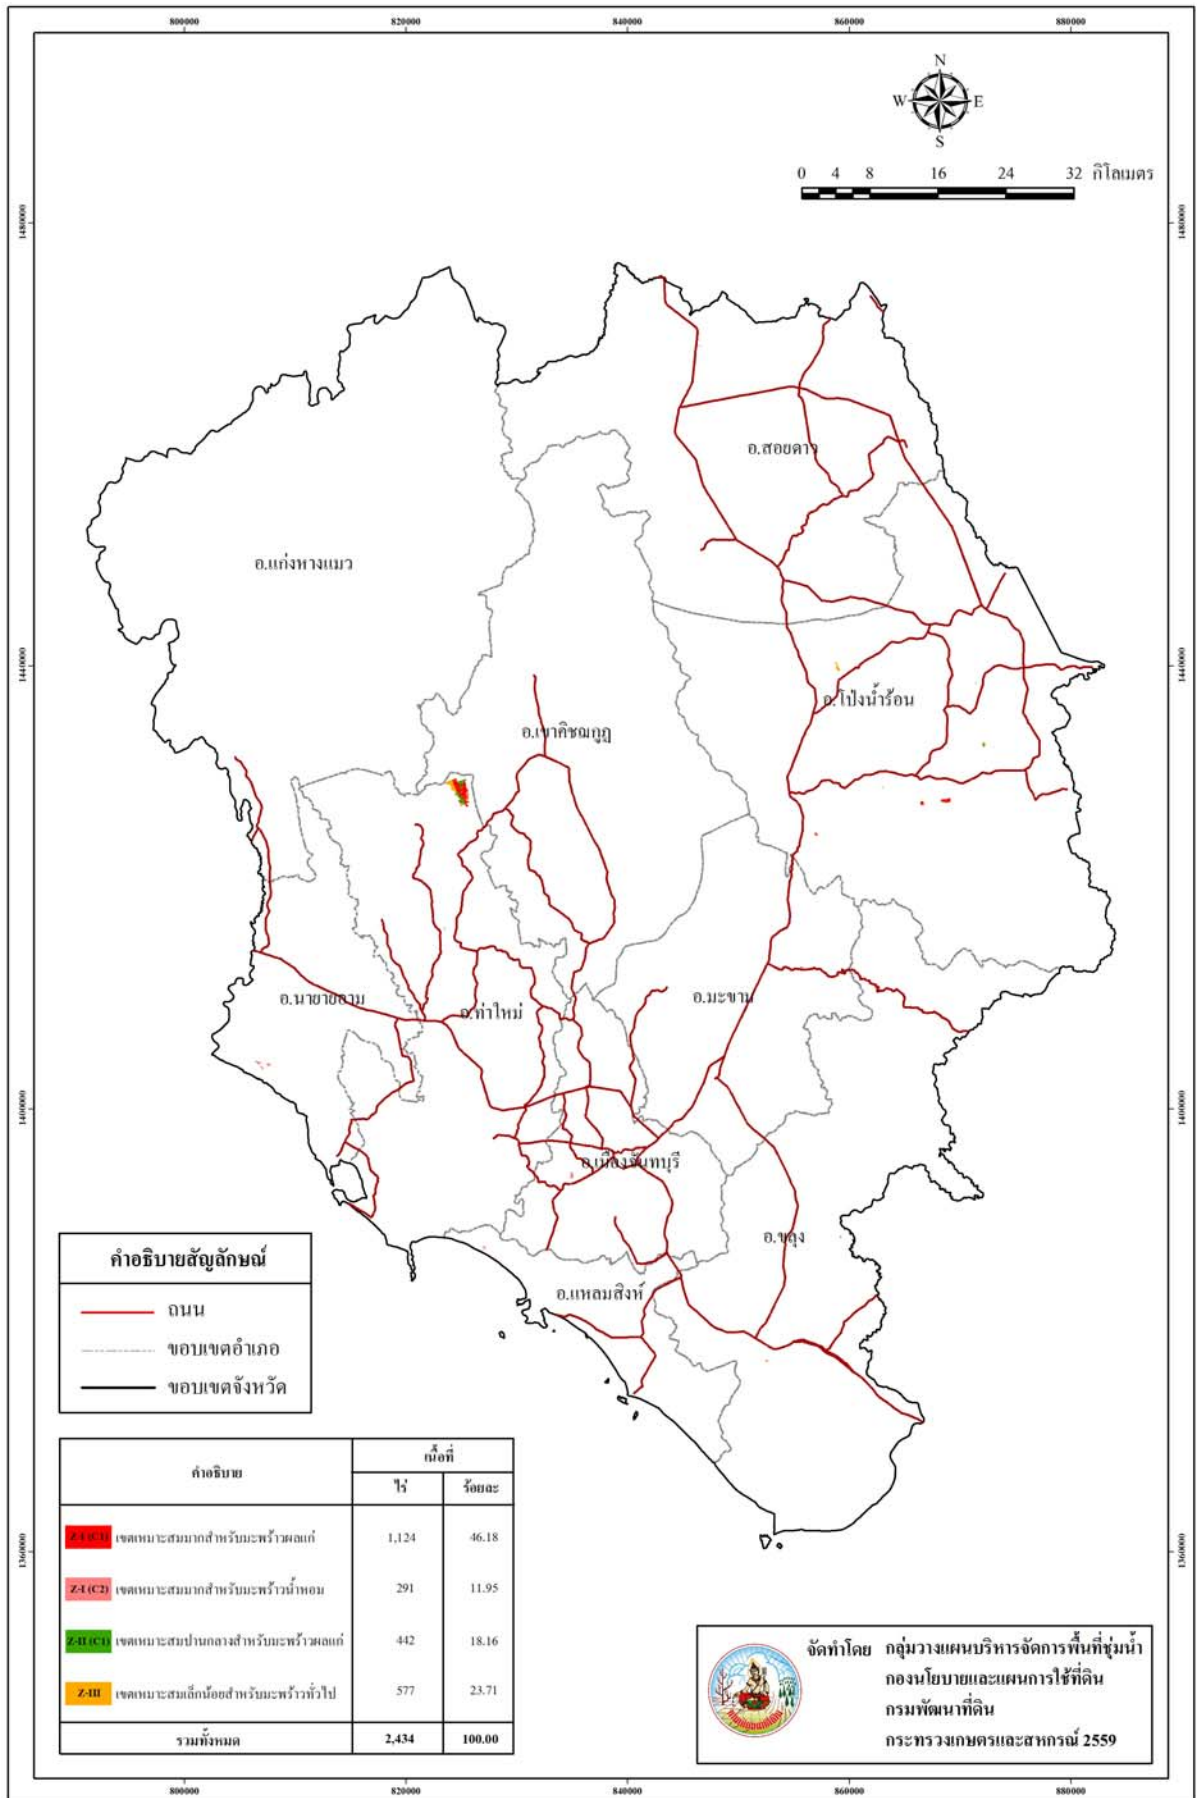 800000 820000 840000 860000 880000
N
W E
S
0 4 8 16 24 32 กิโลเมตร
1480000 1480000
อ.สอยดาว
อ.แก่งหางแมว
1440000 1440000
อ.โป่งน้ำร้อน
อ.เขาคิชฌกูฏ
อ.นายายอาม
อ.ท่าใหม่
อ.มะขาม
1400000 1400000
อ.เมืองจันทบุรี
อ.ขลุง
อ.แหลมสิงห์
คำอธิบายสัญลักษณ์
ถนน
ขอบเขตอำเภอ
ขอบเขตจังหวัด
คำอธิบาย เนื้อที่
ไร่ ร้อยละ
Z-I (C1) เขตเหมาะสมมากสำหรับมะพร้าวผลแก่ 1,124 46.18
Z-I (C2) เขตเหมาะสมมากสำหรับมะพร้าวน้ำหอม 291 11.95
Z-II (C1) เขตเหมาะสมปานกลางสำหรับมะพร้าวผลแก่ 442 18.16
Z-III เขตเหมาะสมเล็กน้อยสำหรับมะพร้าวทั่วไป 577 23.71
รวมทั้งหมด 2,434 100.00
1360000 1360000
จัดทำโดย กลุ่มวางแผนบริหารจัดการพื้นที่ชุ่มน้ำ
กองนโยบายและแผนการใช้ที่ดิน
กรมพัฒนาที่ดิน
กระทรวงเกษตรและสหกรณ์ 2559
800000 820000 840000 860000 880000